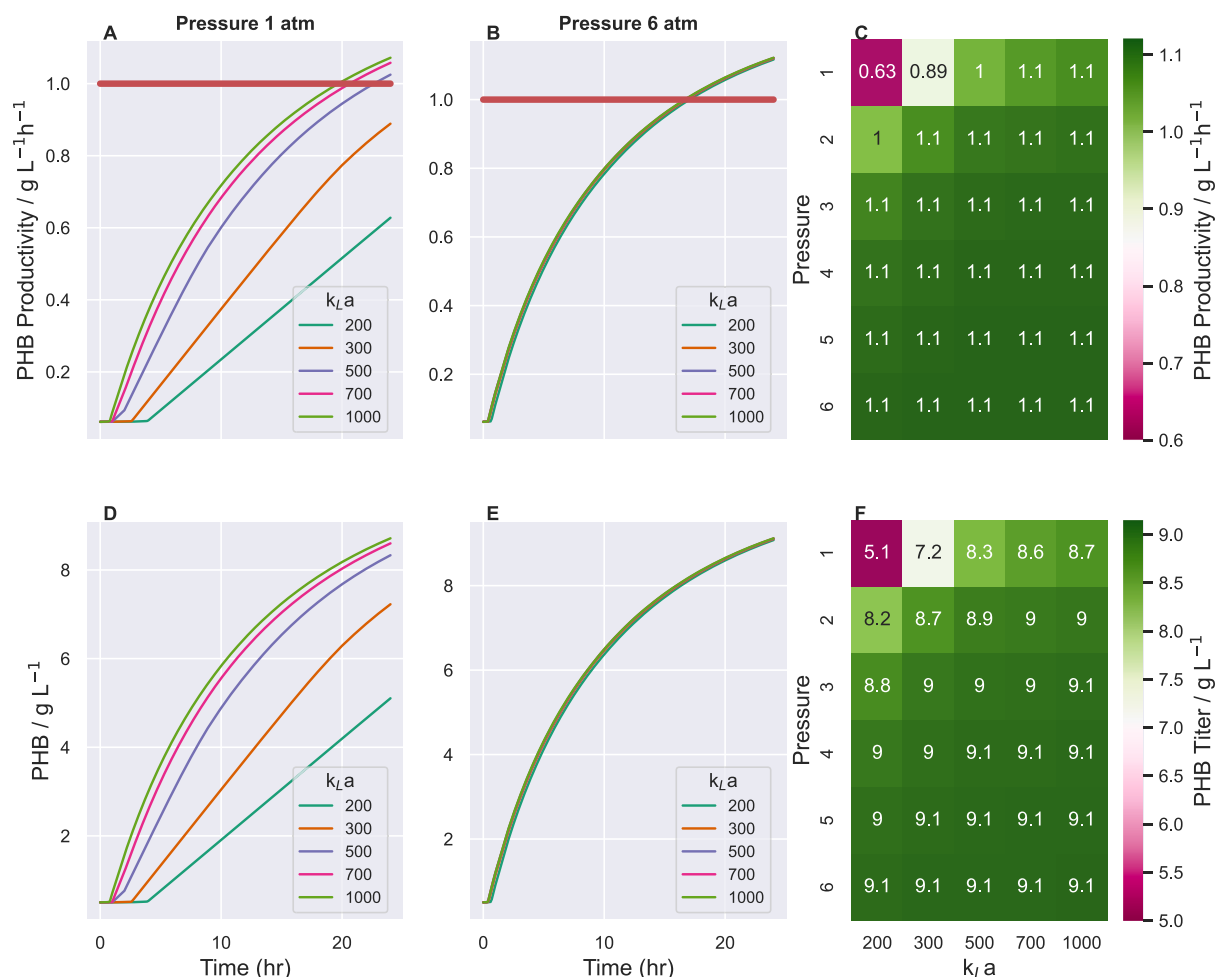 Pressure 1 atm
Pressure 6 atm
A
B
C
PHB Productivity / g L⁻¹h⁻¹
1.0
0.8
0.6
0.4
0.2
k_L a
200
300
500
700
1000
1.0
0.8
0.6
0.4
0.2
k_L a
200
300
500
700
1000
Pressure
1 0.63 0.89 1 1.1 1.1
2 1 1.1 1.1 1.1 1.1
3 1.1 1.1 1.1 1.1 1.1
4 1.1 1.1 1.1 1.1 1.1
5 1.1 1.1 1.1 1.1 1.1
6 1.1 1.1 1.1 1.1 1.1
1.1
1.0
0.9
0.8
0.7
0.6
PHB Productivity / g L⁻¹h⁻¹
D
E
F
PHB / g L⁻¹
8
6
4
2
k_L a
200
300
500
700
1000
0 10 20
Time (hr)
8
6
4
2
k_L a
200
300
500
700
1000
0 10 20
Time (hr)
Pressure
1 5.1 7.2 8.3 8.6 8.7
2 8.2 8.7 8.9 9 9
3 8.8 9 9 9 9.1
4 9 9 9.1 9.1 9.1
5 9 9.1 9.1 9.1 9.1
6 9.1 9.1 9.1 9.1 9.1
200 300 500 700 1000
k_L a
9.0
8.5
8.0
7.5
7.0
6.5
6.0
5.5
5.0
PHB Titer / g L⁻¹